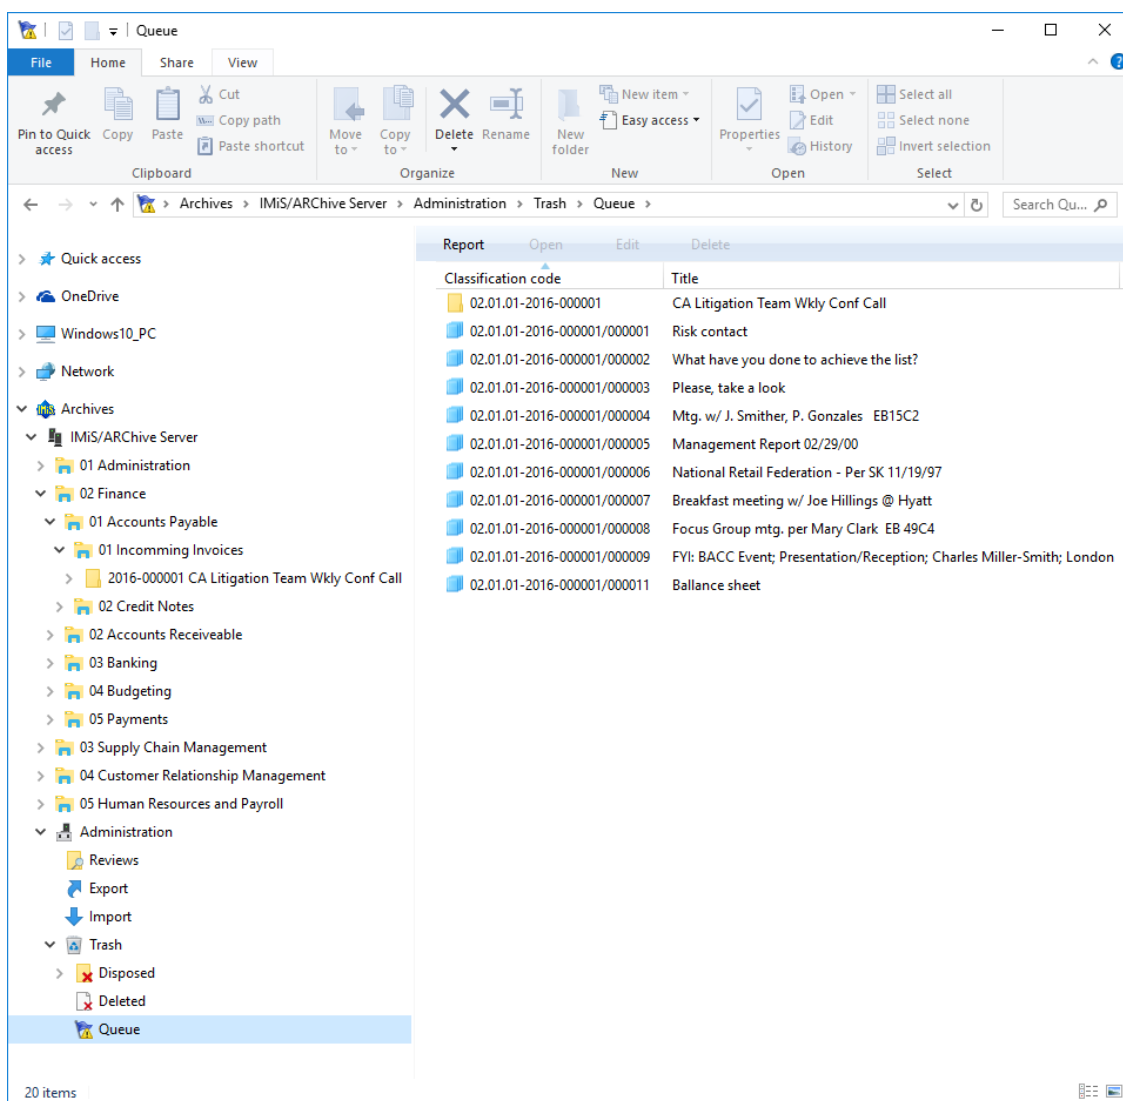 Queue
File Home Share View
Pin to Quick access
Copy
Paste
Cut
Copy path
Paste shortcut
Clipboard
Move to
Copy to
Delete
Rename
Organize
New folder
New item
Easy access
New
Properties
Open
Edit
History
Open
Select all
Select none
Invert selection
Select
Archives > IMiS/ARChive Server > Administration > Trash > Queue >
Search Qu...
Quick access
OneDrive
Windows10_PC
Network
Archives
IMiS/ARChive Server
01 Administration
02 Finance
01 Accounts Payable
01 Incomming Invoices
2016-000001 CA Litigation Team Wkly Conf Call
02 Credit Notes
02 Accounts Receiveable
03 Banking
04 Budgeting
05 Payments
03 Supply Chain Management
04 Customer Relationship Management
05 Human Resources and Payroll
Administration
Reviews
Export
Import
Trash
Disposed
Deleted
Queue
Report Open Edit Delete
Classification code Title
02.01.01-2016-000001 CA Litigation Team Wkly Conf Call
02.01.01-2016-000001/000001 Risk contact
02.01.01-2016-000001/000002 What have you done to achieve the list?
02.01.01-2016-000001/000003 Please, take a look
02.01.01-2016-000001/000004 Mtg. w/ J. Smither, P. Gonzales EB15C2
02.01.01-2016-000001/000005 Management Report 02/29/00
02.01.01-2016-000001/000006 National Retail Federation - Per SK 11/19/97
02.01.01-2016-000001/000007 Breakfast meeting w/ Joe Hillings @ Hyatt
02.01.01-2016-000001/000008 Focus Group mtg. per Mary Clark EB 49C4
02.01.01-2016-000001/000009 FYI: BACC Event; Presentation/Reception; Charles Miller-Smith; London
02.01.01-2016-000001/000011 Ballance sheet
20 items